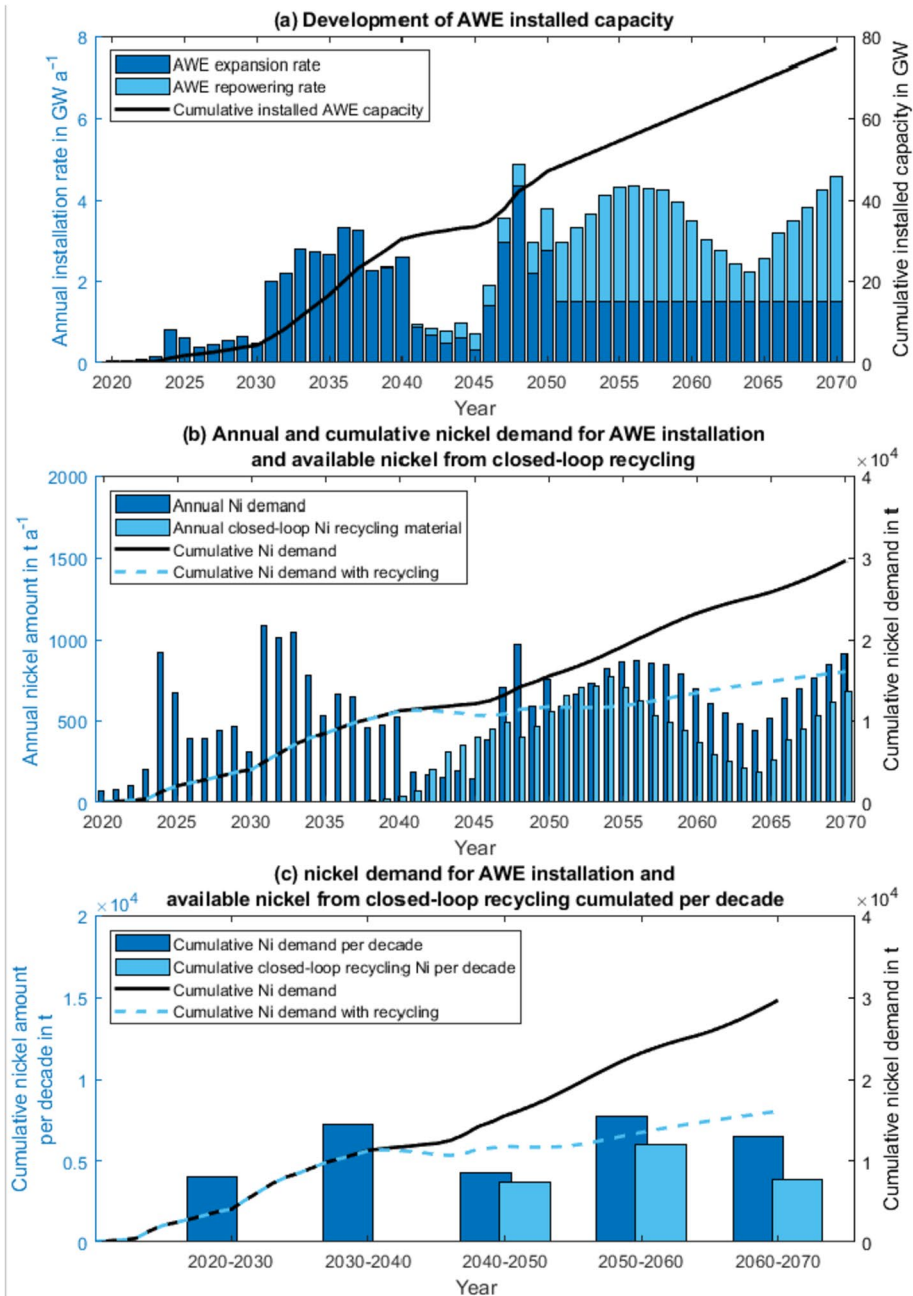 (a) Development of AWE installed capacity
AWE expansion rate
AWE repowering rate
Cumulative installed AWE capacity
Annual installation rate in GW a⁻¹
8
6
4
2
0
Cumulative installed capacity in GW
80
60
40
20
0
2020 2025 2030 2035 2040 2045 2050 2055 2060 2065 2070
Year
(b) Annual and cumulative nickel demand for AWE installation
and available nickel from closed-loop recycling
×10⁴
Annual Ni demand
Annual closed-loop Ni recycling material
Cumulative Ni demand
Cumulative Ni demand with recycling
Annual nickel amount in t a⁻¹
2000
1500
1000
500
0
Cumulative nickel demand in t
4
3
2
1
0
2020 2025 2030 2035 2040 2045 2050 2055 2060 2065 2070
Year
(c) nickel demand for AWE installation and
available nickel from closed-loop recycling cumulated per decade
×10⁴
×10⁴
Cumulative Ni demand per decade
Cumulative closed-loop recycling Ni per decade
Cumulative Ni demand
Cumulative Ni demand with recycling
Cumulative nickel amount
per decade in t
2
1.5
1
0.5
0
Cumulative nickel demand in t
4
3
2
1
0
2020-2030 2030-2040 2040-2050 2050-2060 2060-2070
Year